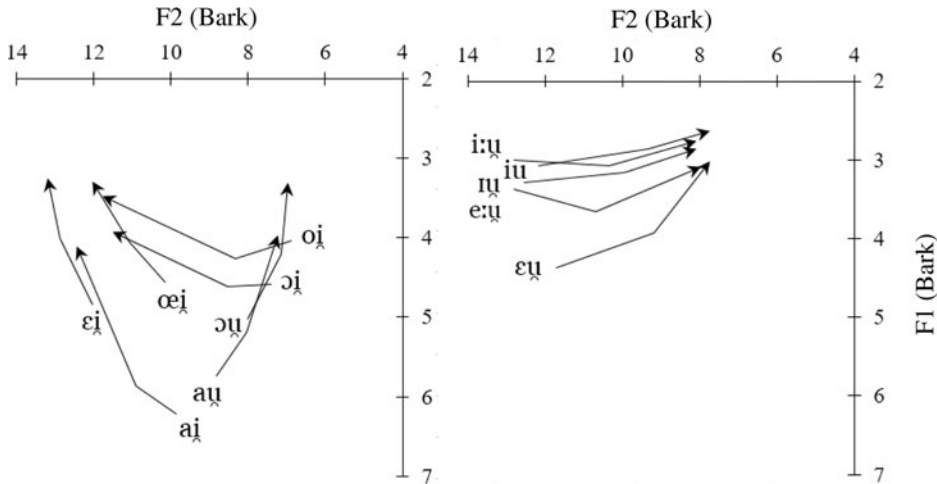 F2 (Bark)
14 12 10 8 6 4
2
3
4
5
6
7
oi̯
ɔi̯
œi̯
ɛi̯
ɔu̯
au̯
ai̯
F2 (Bark)
14 12 10 8 6 4
2
3
4
5
6
7
F1 (Bark)
iːu̯
iu
ɪu̯
eːu̯
ɛu̯